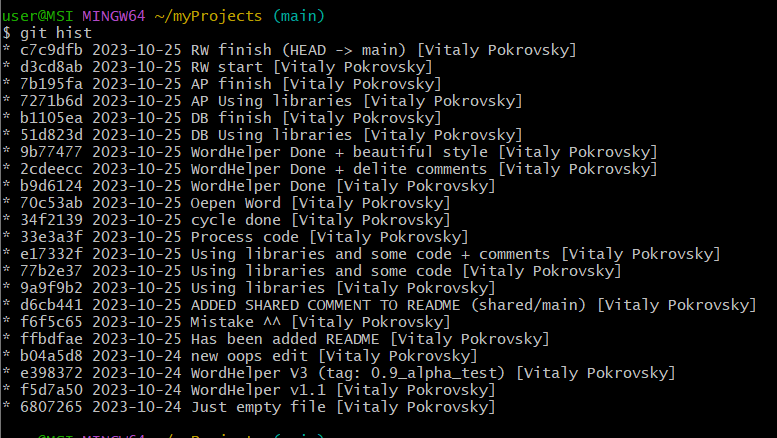 user@MSI MINGW64 ~/myProjects (main)
$ git hist
* c7c9dfb 2023-10-25 RW finish (HEAD -> main) [Vitaly Pokrovsky]
* d3cd8ab 2023-10-25 RW start [Vitaly Pokrovsky]
* 7b195fa 2023-10-25 AP finish [Vitaly Pokrovsky]
* 7271b6d 2023-10-25 AP Using libraries [Vitaly Pokrovsky]
* b1105ea 2023-10-25 DB finish [Vitaly Pokrovsky]
* 51d823d 2023-10-25 DB Using libraries [Vitaly Pokrovsky]
* 9b77477 2023-10-25 WordHelper Done + beautiful style [Vitaly Pokrovsky]
* 2cdeecc 2023-10-25 WordHelper Done + delite comments [Vitaly Pokrovsky]
* b9d6124 2023-10-25 WordHelper Done [Vitaly Pokrovsky]
* 70c53ab 2023-10-25 Oepen Word [Vitaly Pokrovsky]
* 34f2139 2023-10-25 cycle done [Vitaly Pokrovsky]
* 33e3a3f 2023-10-25 Process code [Vitaly Pokrovsky]
* e17332f 2023-10-25 Using libraries and some code + comments [Vitaly Pokrovsky]
* 77b2e37 2023-10-25 Using libraries and some code [Vitaly Pokrovsky]
* 9a9f9b2 2023-10-25 Using libraries [Vitaly Pokrovsky]
* d6cb441 2023-10-25 ADDED SHARED COMMENT TO README (shared/main) [Vitaly Pokrovsky]
* f6f5c65 2023-10-25 Mistake ^^ [Vitaly Pokrovsky]
* ffbdfae 2023-10-25 Has been added README [Vitaly Pokrovsky]
* b04a5d8 2023-10-24 new oops edit [Vitaly Pokrovsky]
* e398372 2023-10-24 WordHelper V3 (tag: 0.9_alpha_test) [Vitaly Pokrovsky]
* f5d7a50 2023-10-24 WordHelper v1.1 [Vitaly Pokrovsky]
* 6807265 2023-10-24 Just empty file [Vitaly Pokrovsky]
user@MSI MINGW64 ~/myProjects (main)